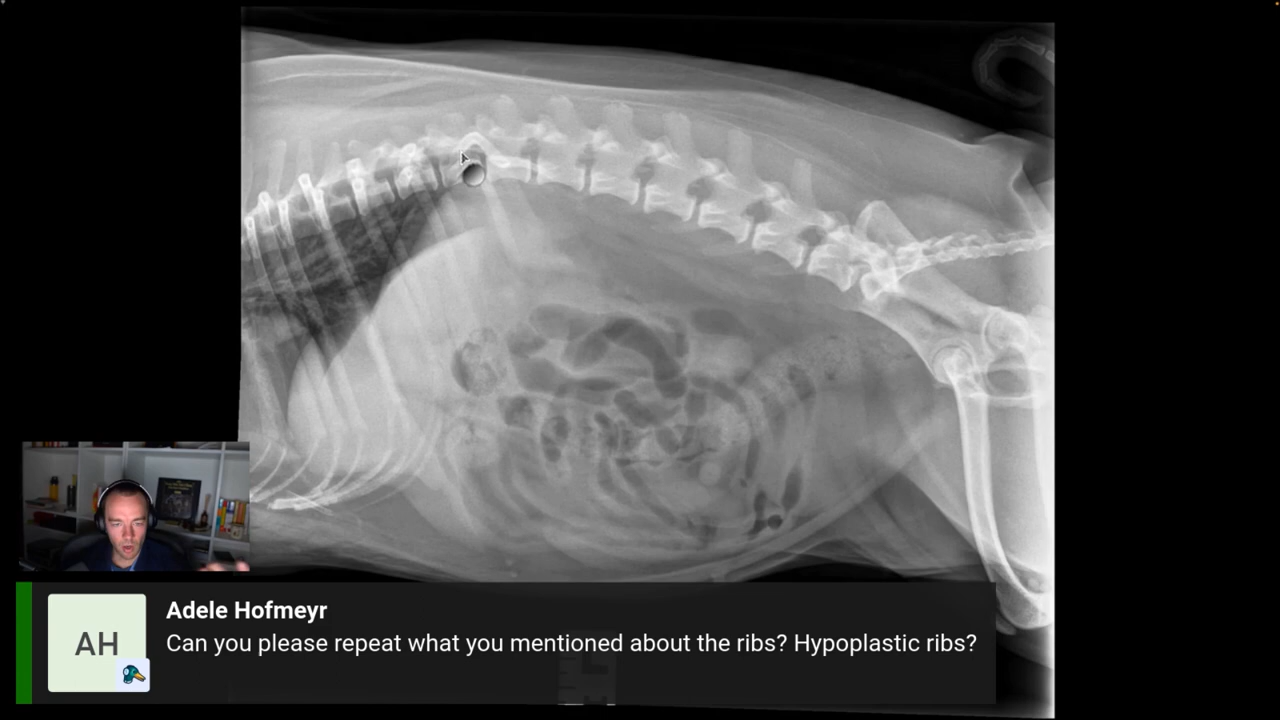 Adele Hofmeyr
AH
Can you please repeat what you mentioned about the ribs? Hypoplastic ribs?